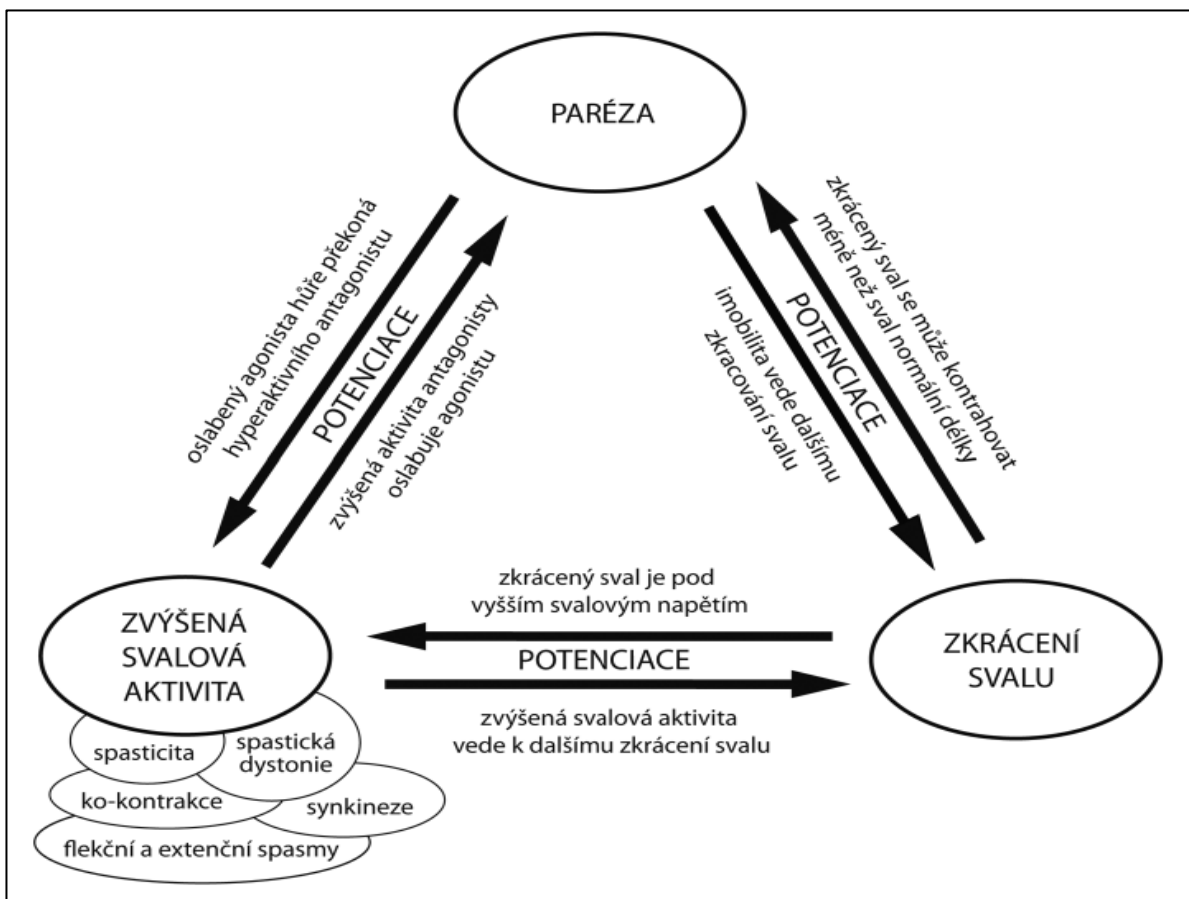 PARÉZA
oslabený agonista hůře překoná
hyperaktivního antagonistu
POTENCIACE
zvýšená aktivita antagonisty
oslabuje agonistu
zkrácený sval se může kontrahovat
méně než sval normální délky
POTENCIACE
imobilita vede dalšímu
zkracování svalu
zkrácený sval je pod
vyšším svalovým napětím
POTENCIACE
zvýšená svalová aktivita
vede k dalšímu zkrácení svalu
ZVÝŠENÁ
SVALOVÁ
AKTIVITA
ZKRÁCENÍ
SVALU
spasticita
spastická
dystonie
ko-kontrakce
synkineze
flekční a extenční spasmy